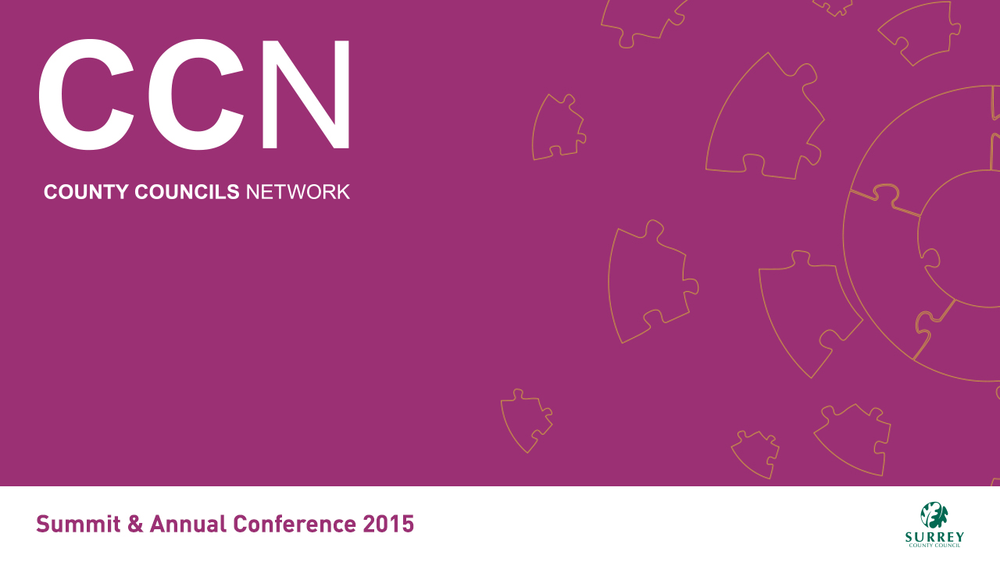 CCN
COUNTY COUNCILS NETWORK
Summit & Annual Conference 2015
SURREY
COUNTY COUNCIL